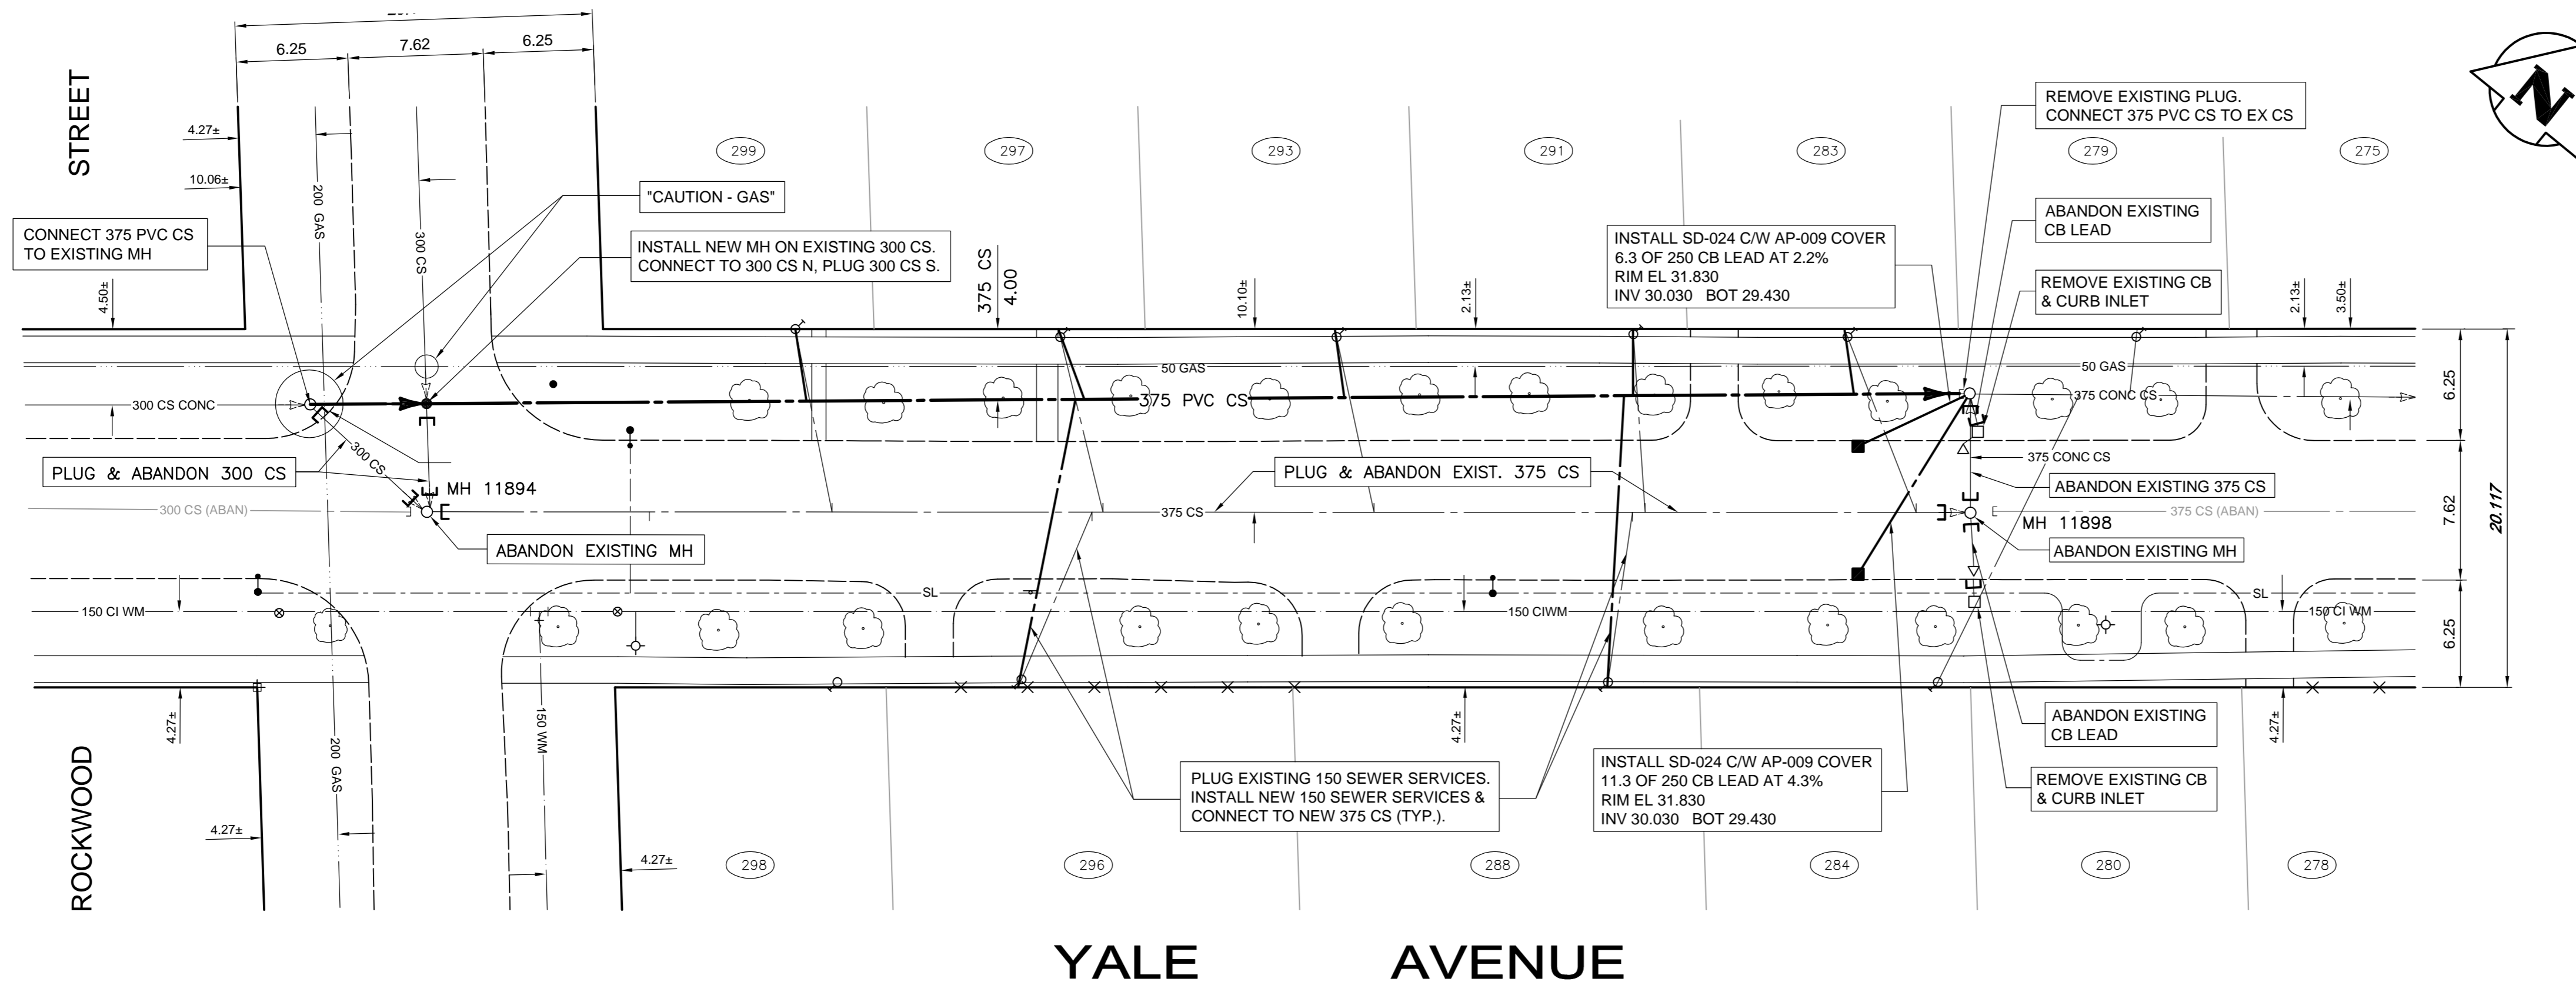 6.25
7.62
6.25
STREET
4.27±
10.06±
200 GAS
300 CS
"CAUTION - GAS"
CONNECT 375 PVC CS
TO EXISTING MH
INSTALL NEW MH ON EXISTING 300 CS.
CONNECT TO 300 CS N, PLUG 300 CS S.
4.50±
299
297
293
291
283
279
275
N
REMOVE EXISTING PLUG.
CONNECT 375 PVC CS TO EX CS
ABANDON EXISTING
CB LEAD
REMOVE EXISTING CB
& CURB INLET
INSTALL SD-024 C/W AP-009 COVER
6.3 OF 250 CB LEAD AT 2.2%
RIM EL 31.830
INV 30.030 BOT 29.430
375 CS
4.00
10.10±
2.13±
2.13±
3.50±
50 GAS
50 GAS
300 CS CONC
375 PVC CS
375 CONC CS
6.25
300 CS
PLUG & ABANDON 300 CS
MH 11894
PLUG & ABANDON EXIST. 375 CS
375 CONC CS
ABANDON EXISTING 375 CS
300 CS (ABAN)
375 CS
375 CS (ABAN)
MH 11898
7.62
20.117
ABANDON EXISTING MH
ABANDON EXISTING MH
SL
SL
150 CI WM
150 CIWM
150 CI WM
6.25
4.27±
200 GAS
150 WM
4.27±
4.27±
ROCKWOOD
4.27±
4.27±
PLUG EXISTING 150 SEWER SERVICES.
INSTALL NEW 150 SEWER SERVICES &
CONNECT TO NEW 375 CS (TYP.).
INSTALL SD-024 C/W AP-009 COVER
11.3 OF 250 CB LEAD AT 4.3%
RIM EL 31.830
INV 30.030 BOT 29.430
ABANDON EXISTING
CB LEAD
REMOVE EXISTING CB
& CURB INLET
298
296
288
284
280
278
YALE AVENUE